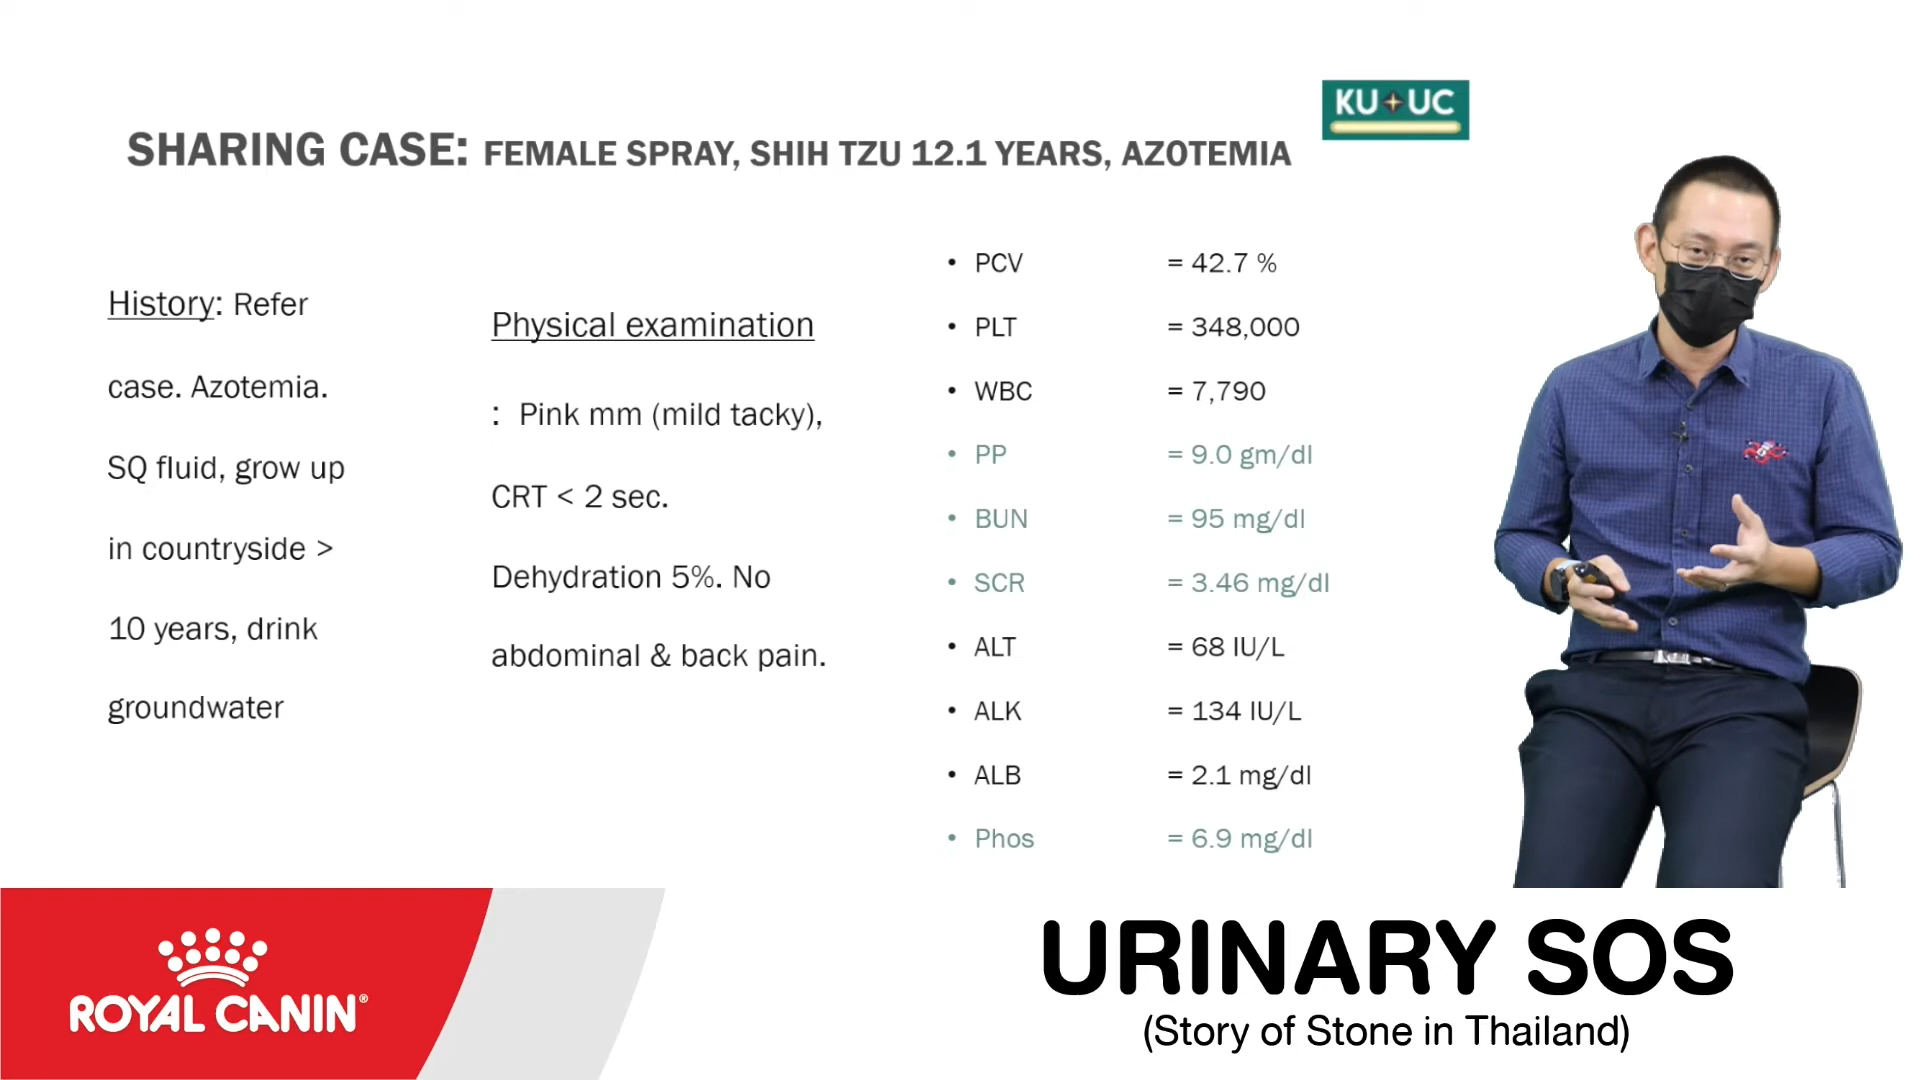 KU+UC
SHARING CASE: FEMALE SPRAY, SHIH TZU 12.1 YEARS, AZOTEMIA
History: Refer
case. Azotemia.
SQ fluid, grow up
in countryside >
10 years, drink
groundwater
Physical examination
: Pink mm (mild tacky),
CRT < 2 sec.
Dehydration 5%. No
abdominal & back pain.
• PCV = 42.7 %
• PLT = 348,000
• WBC = 7,790
• PP = 9.0 gm/dl
• BUN = 95 mg/dl
• SCR = 3.46 mg/dl
• ALT = 68 IU/L
• ALK = 134 IU/L
• ALB = 2.1 mg/dl
• Phos = 6.9 mg/dl
ROYAL CANIN®
URINARY SOS
(Story of Stone in Thailand)